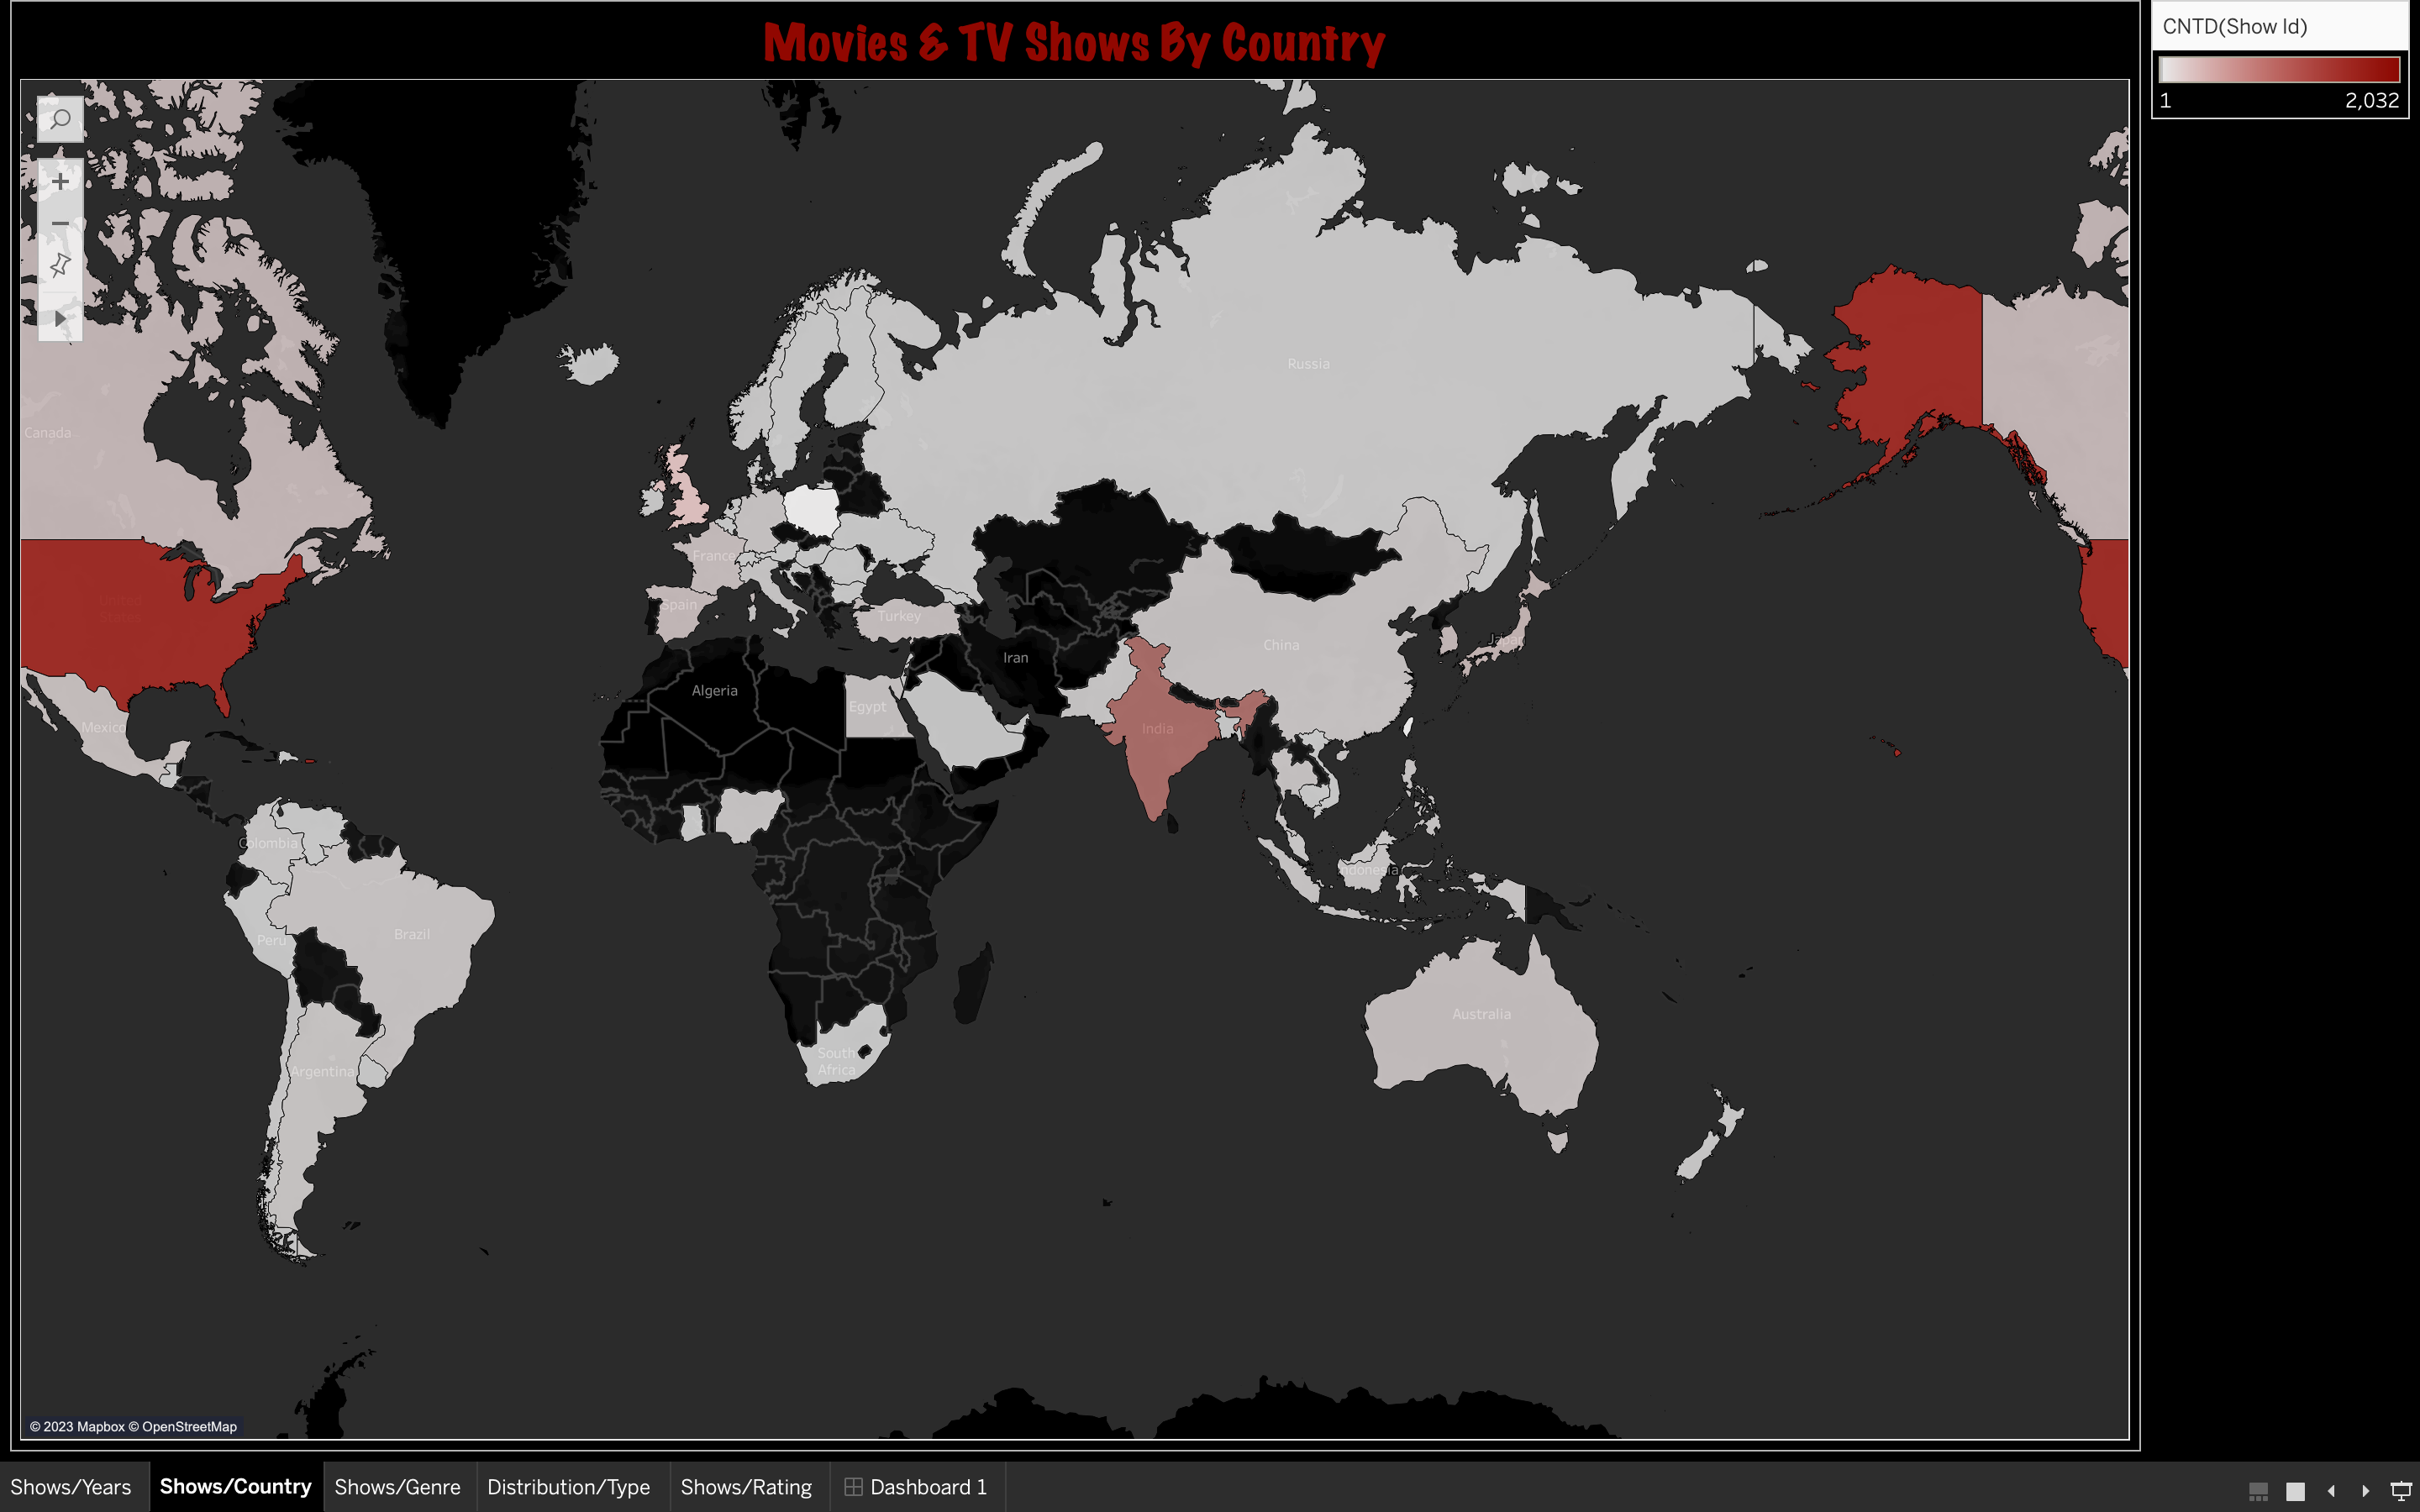 Movies & TV Shows By Country
CNTD(Show Id)
1 2,032
Russia
Canada
France
United
States
Spain
Turkey
China
Japan
Iran
Algeria
Egypt
Mexico
India
Colombia
Indonesia
Peru
Brazil
Australia
South
Africa
Argentina
© 2023 Mapbox © OpenStreetMap
Shows/Years Shows/Country Shows/Genre Distribution/Type Shows/Rating Dashboard 1